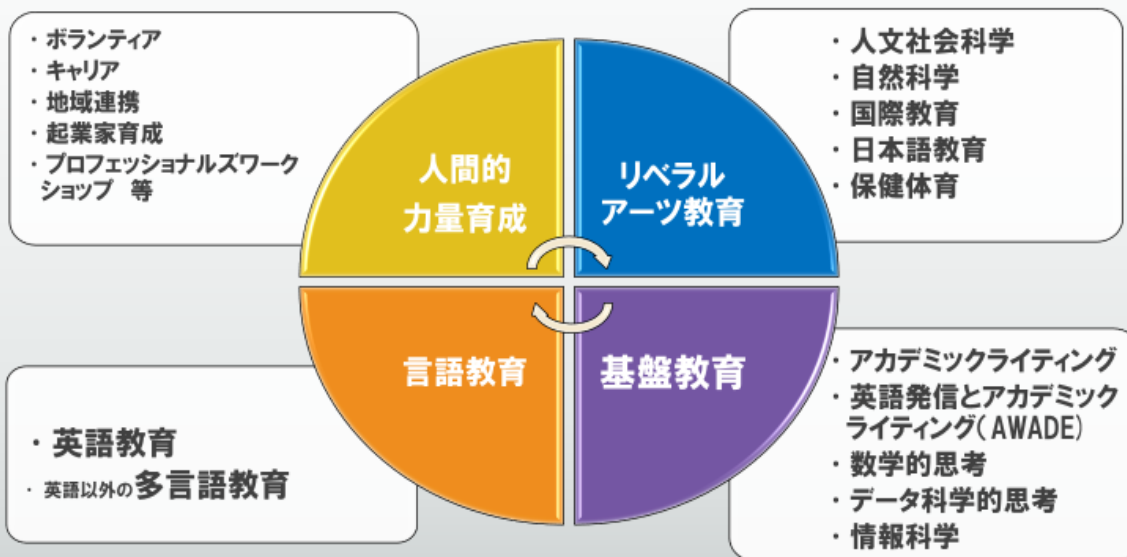 ・ボランティア
・キャリア
・地域連携
・起業家育成
・プロフェッショナルズワーク
ショップ 等
人間的
力量育成
リベラル
アーツ教育
・人文社会科学
・自然科学
・国際教育
・日本語教育
・保健体育
・英語教育
・英語以外の多言語教育
言語教育
基盤教育
・アカデミックライティング
・英語発信とアカデミック
ライティング(AWADE)
・数学的思考
・データ科学的思考
・情報科学